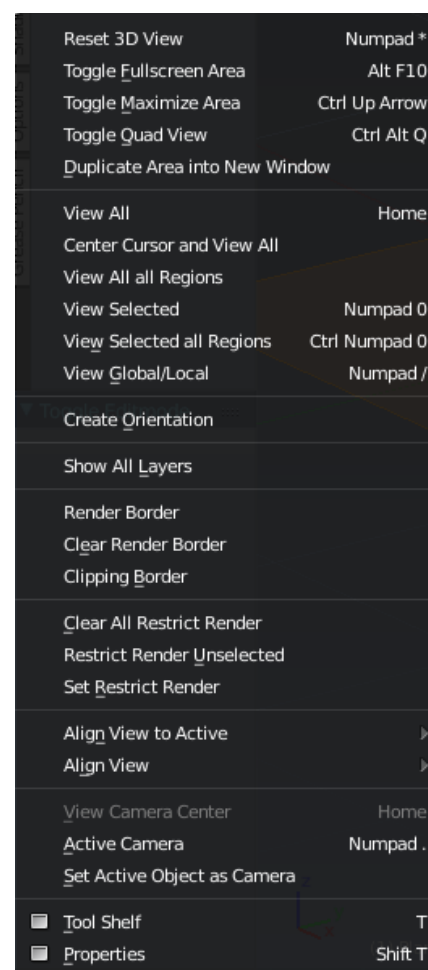 Reset 3D View Numpad *
Toggle Fullscreen Area Alt F10
Toggle Maximize Area Ctrl Up Arrow
Toggle Quad View Ctrl Alt Q
Duplicate Area into New Window
View All Home
Center Cursor and View All
View All all Regions
View Selected Numpad 0
View Selected all Regions Ctrl Numpad 0
View Global/Local Numpad /
Create Orientation
Show All Layers
Render Border
Clear Render Border
Clipping Border
Clear All Restrict Render
Restrict Render Unselected
Set Restrict Render
Align View to Active
Align View
View Camera Center Home
Active Camera Numpad .
Set Active Object as Camera
Tool Shelf T
Properties Shift T